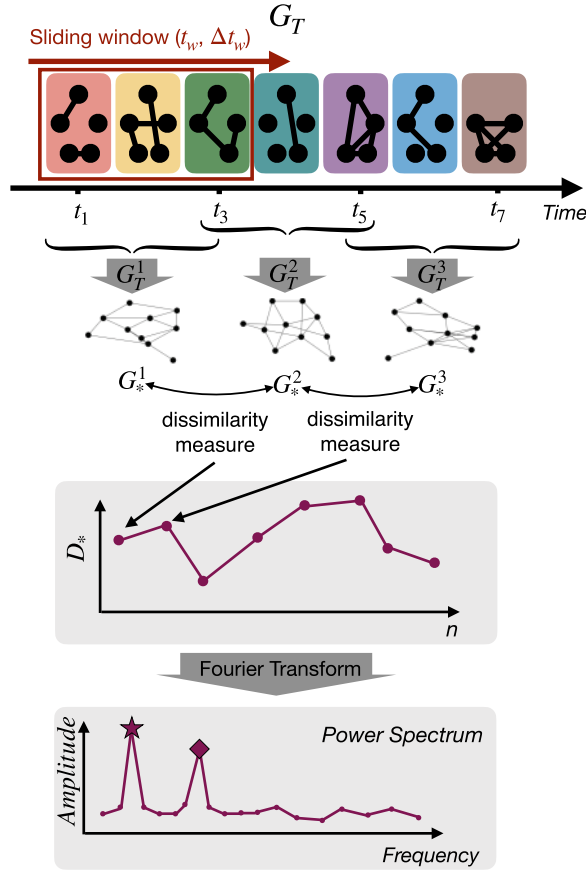 G_T
Sliding window (t_w, Δt_w)
t_1 t_3 t_5 t_7 Time
G_T^1 G_T^2 G_T^3
G_*^1 G_*^2 G_*^3
dissimilarity measure
dissimilarity measure
D_*
n
Fourier Transform
Power Spectrum
Amplitude
Frequency